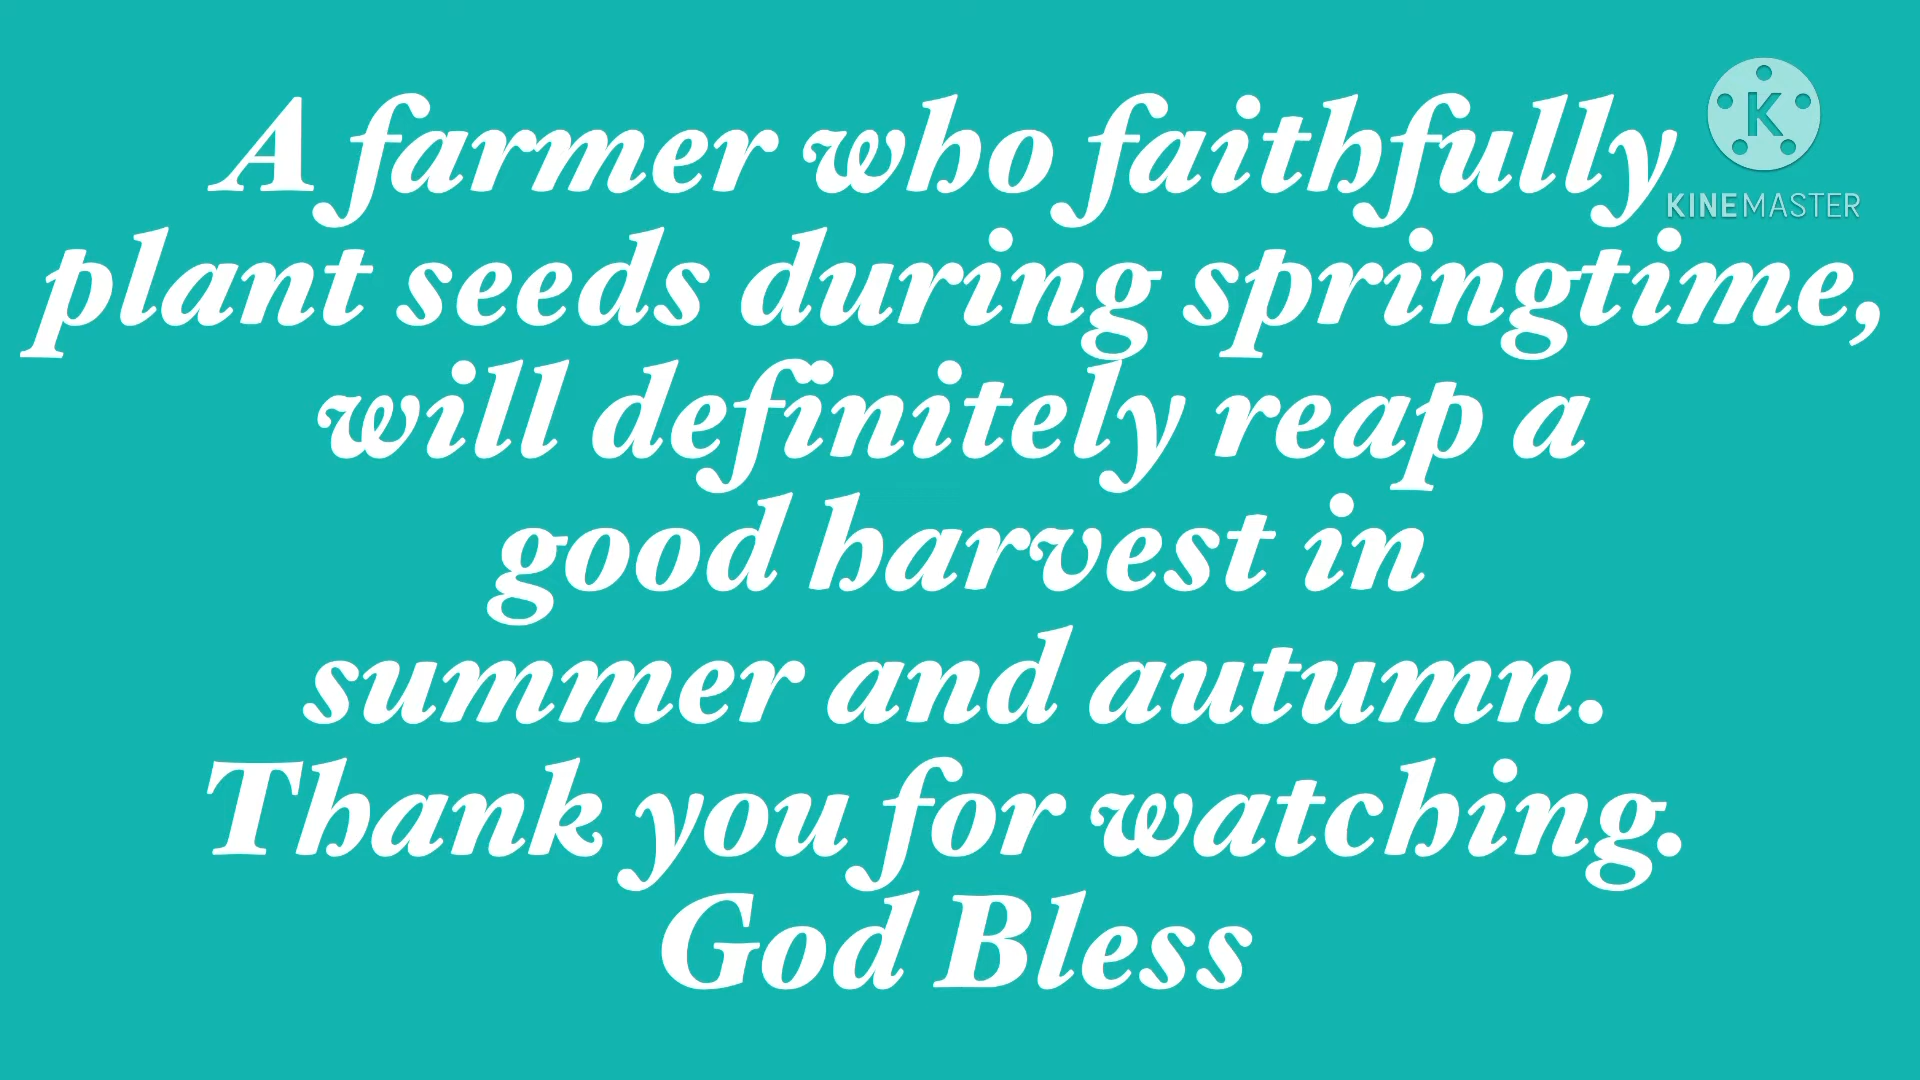 A farmer who faithfully
plant seeds during springtime,
will definitely reap a
good harvest in
summer and autumn.
Thank you for watching.
God Bless
K
KINEMASTER